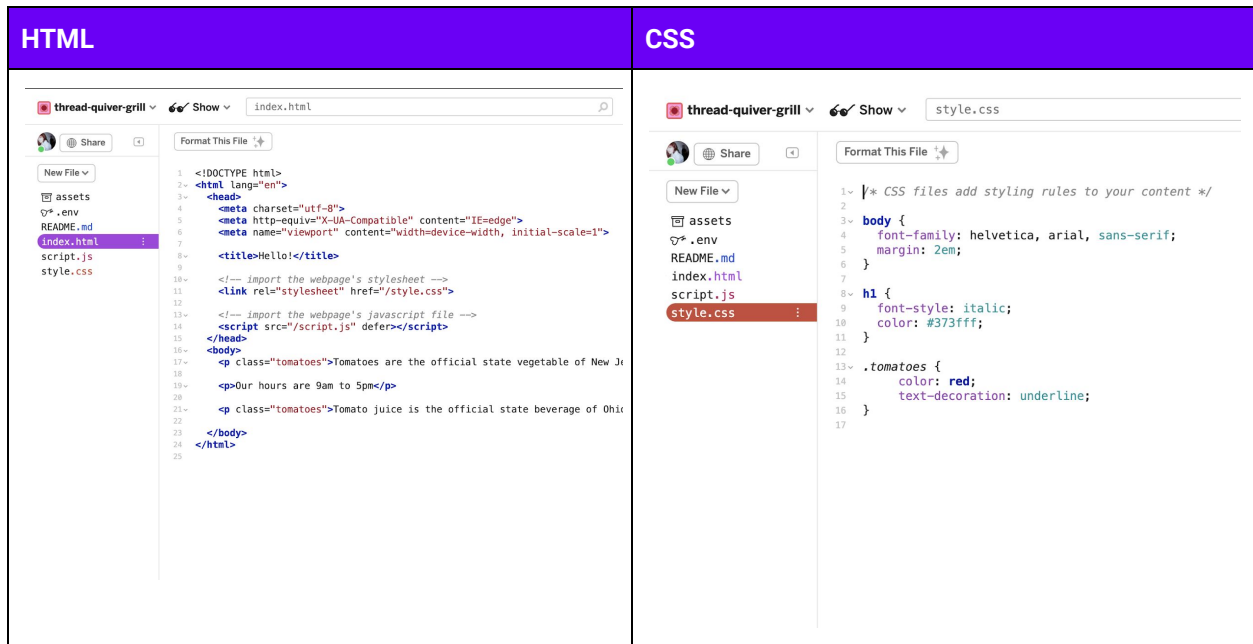 HTML
thread-quiver-grill Show index.html
Share Format This File
New File
assets
.env
README.md
index.html
script.js
style.css
1 <!DOCTYPE html>
2 <html lang="en">
3 <head>
4 <meta charset="utf-8">
5 <meta http-equiv="X-UA-Compatible" content="IE=edge">
6 <meta name="viewport" content="width=device-width, initial-scale=1">
7
8 <title>Hello!</title>
9
10 <!-- import the webpage's stylesheet -->
11 <link rel="stylesheet" href="/style.css">
12
13 <!-- import the webpage's javascript file -->
14 <script src="/script.js" defer></script>
15 </head>
16 <body>
17 <p class="tomatoes">Tomatoes are the official state vegetable of New Je
18
19 <p>Our hours are 9am to 5pm</p>
20
21 <p class="tomatoes">Tomato juice is the official state beverage of Ohio
22
23 </body>
24 </html>
25
CSS
thread-quiver-grill Show style.css
Share Format This File
New File
assets
.env
README.md
index.html
script.js
style.css
1 /* CSS files add styling rules to your content */
2
3 body {
4 font-family: helvetica, arial, sans-serif;
5 margin: 2em;
6 }
7
8 h1 {
9 font-style: italic;
10 color: #373fff;
11 }
12
13 .tomatoes {
14 color: red;
15 text-decoration: underline;
16 }
17